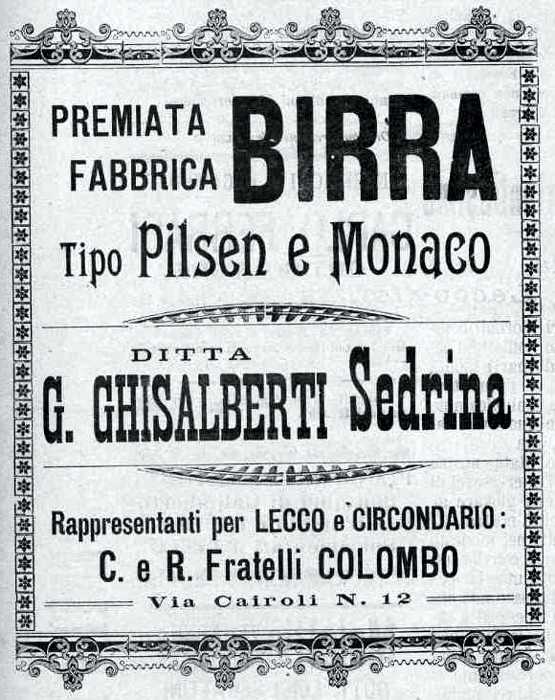 PREMIATA
FABBRICA
BIRRA
Tipo Pilsen e Monaco
DITTA
G. GHISALBERTI Sedrina
Rappresentanti per LECCO e CIRCONDARIO:
C. e R. Fratelli COLOMBO
Via Cairoli N. 12